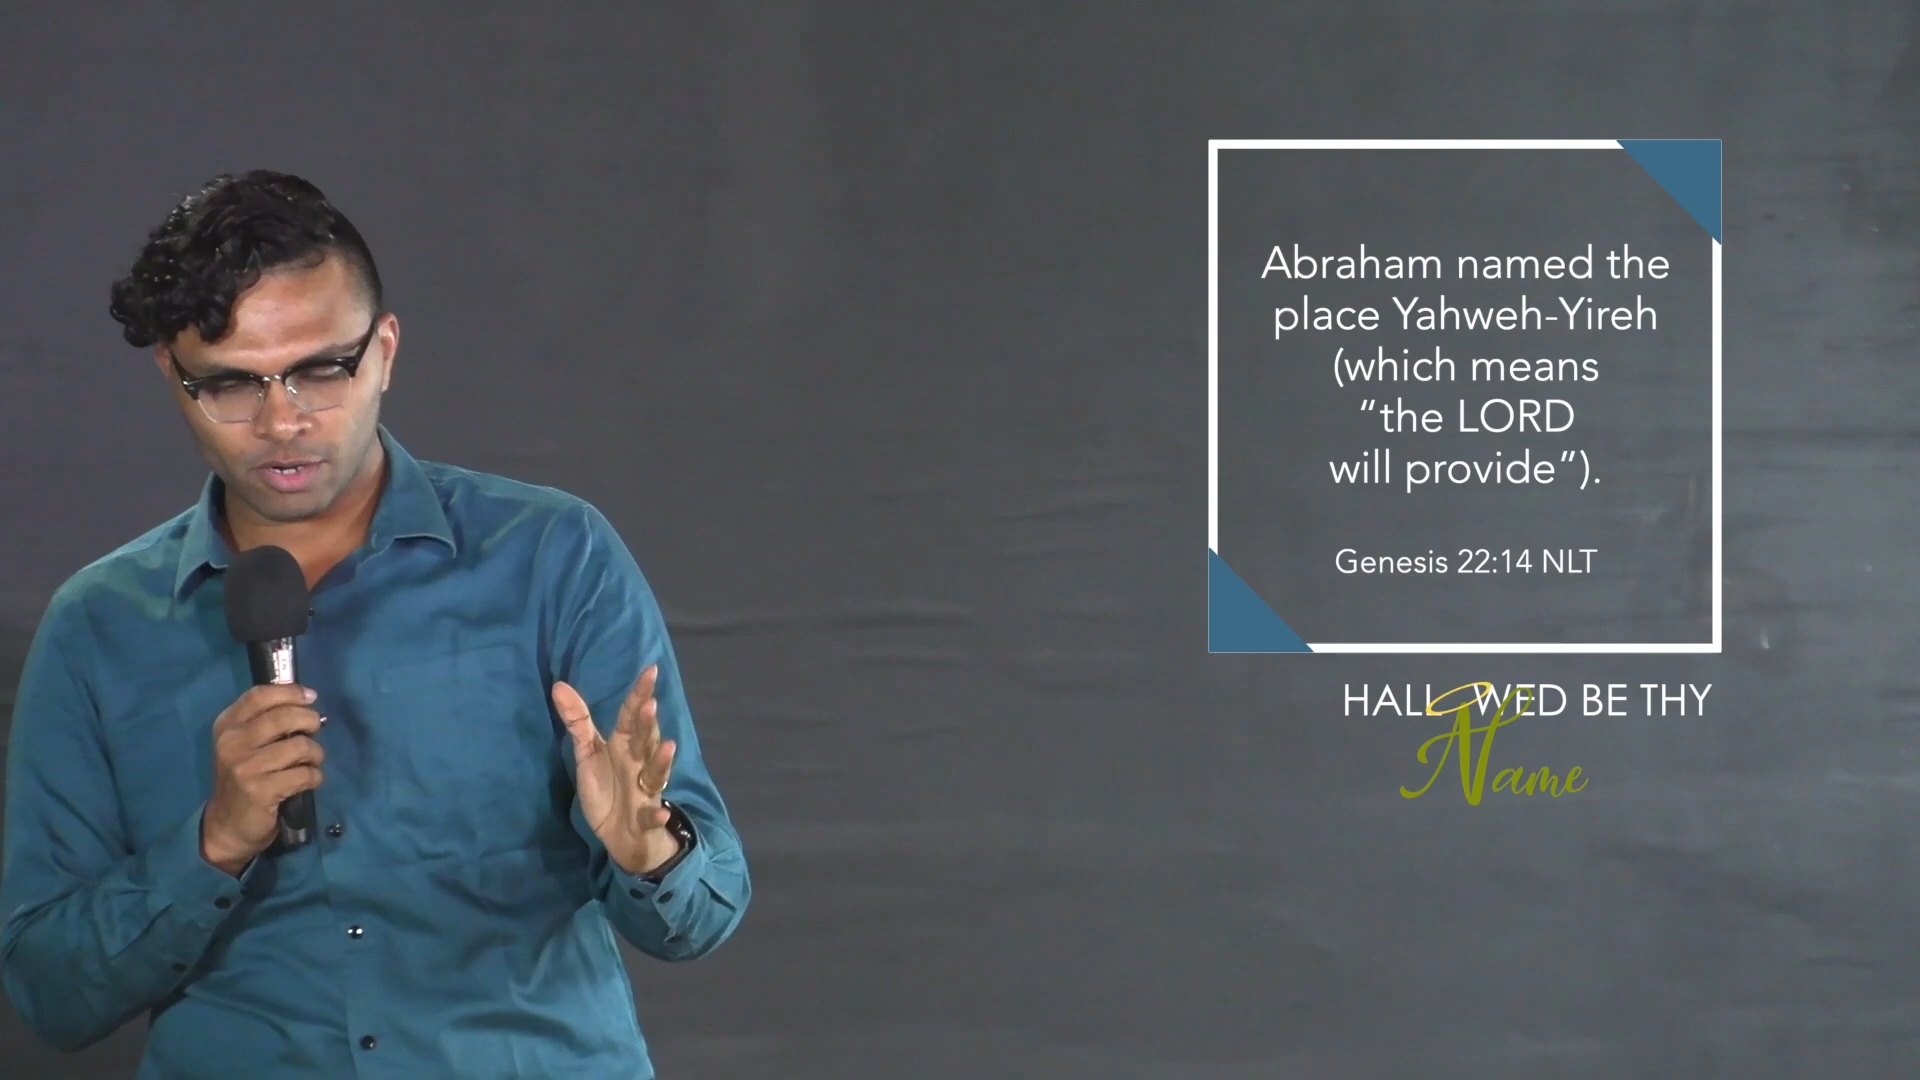 Abraham named the
place Yahweh-Yireh
(which means
“the LORD
will provide”).
Genesis 22:14 NLT
HALLOWED BE THY
Name